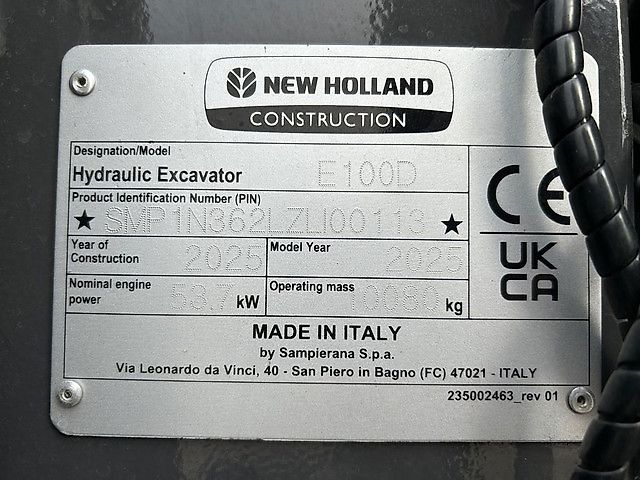 NEW HOLLAND
CONSTRUCTION
Designation/Model
Hydraulic Excavator E100D
Product Identification Number (PIN)
★ SMP1N362LZLI00113 ★
Year of Construction 2025 Model Year 2025
Nominal engine power 53.7 kW Operating mass 10080 kg
CE
UK
CA
MADE IN ITALY
by Sampierana S.p.a.
Via Leonardo da Vinci, 40 - San Piero in Bagno (FC) 47021 - ITALY
235002463_rev 01